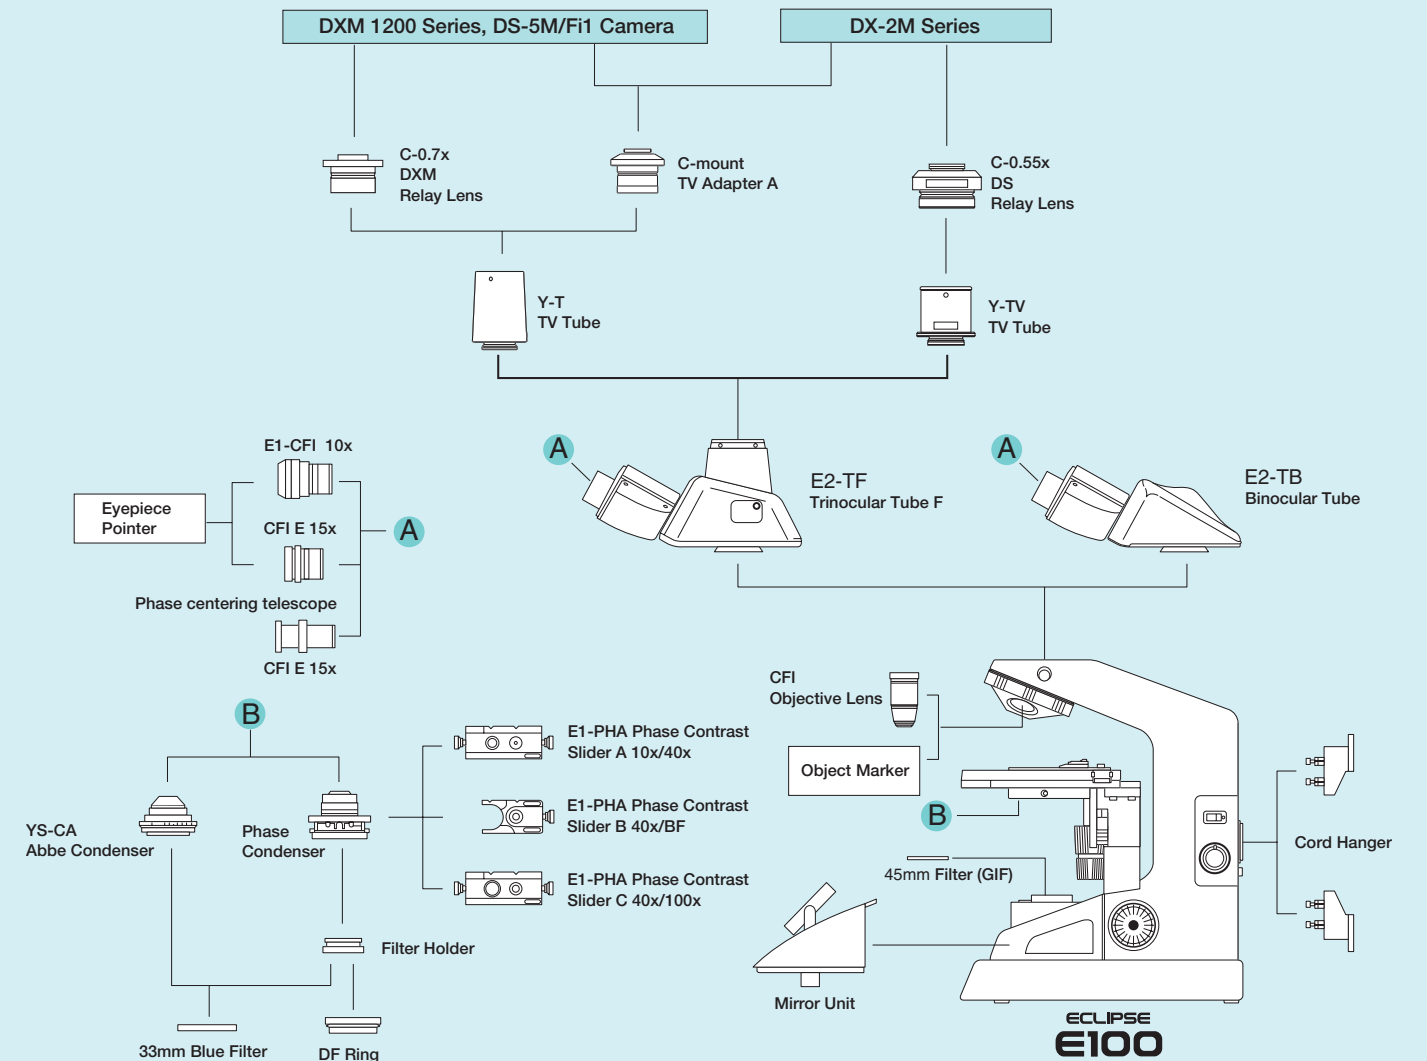 DXM 1200 Series, DS-5M/Fi1 Camera
DX-2M Series
C-0.7x
DXM
Relay Lens
C-mount
TV Adapter A
C-0.55x
DS
Relay Lens
Y-T
TV Tube
Y-TV
TV Tube
E1-CFI 10x
Eyepiece
Pointer
CFI E 15x
A
Phase centering telescope
CFI E 15x
A
E2-TF
Trinocular Tube F
A
E2-TB
Binocular Tube
B
YS-CA
Abbe Condenser
Phase
Condenser
E1-PHA Phase Contrast
Slider A 10x/40x
E1-PHA Phase Contrast
Slider B 40x/BF
E1-PHA Phase Contrast
Slider C 40x/100x
Filter Holder
33mm Blue Filter
DF Ring
CFI
Objective Lens
Object Marker
B
45mm Filter (GIF)
Mirror Unit
Cord Hanger
ECLIPSE
E100